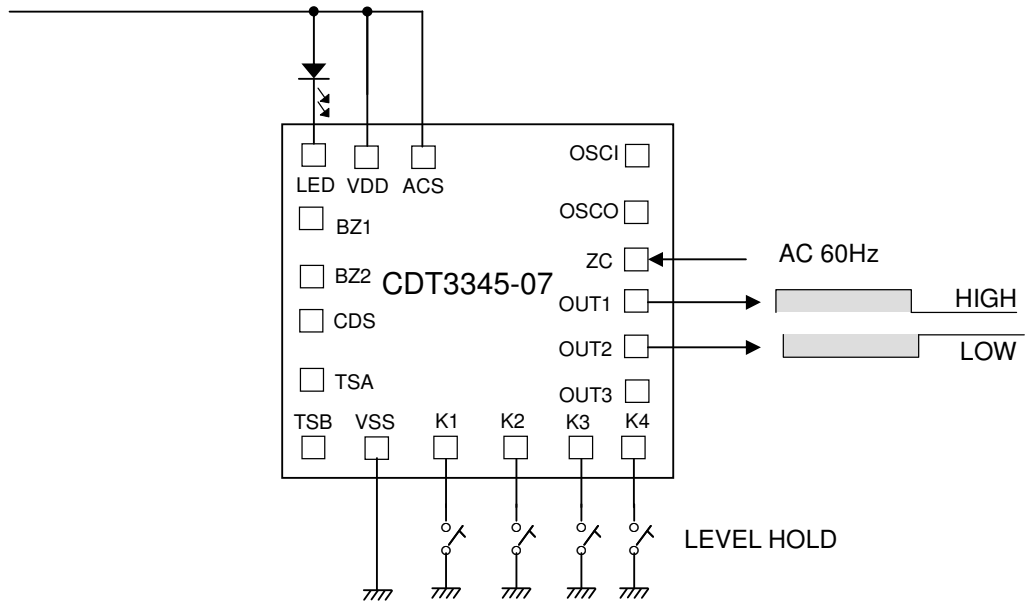 LED VDD ACS
OSCI
BZ1
OSCO
BZ2
CDT3345-07
ZC
AC 60Hz
CDS
OUT1
HIGH
OUT2
LOW
TSA
OUT3
TSB VSS K1 K2 K3 K4
LEVEL HOLD